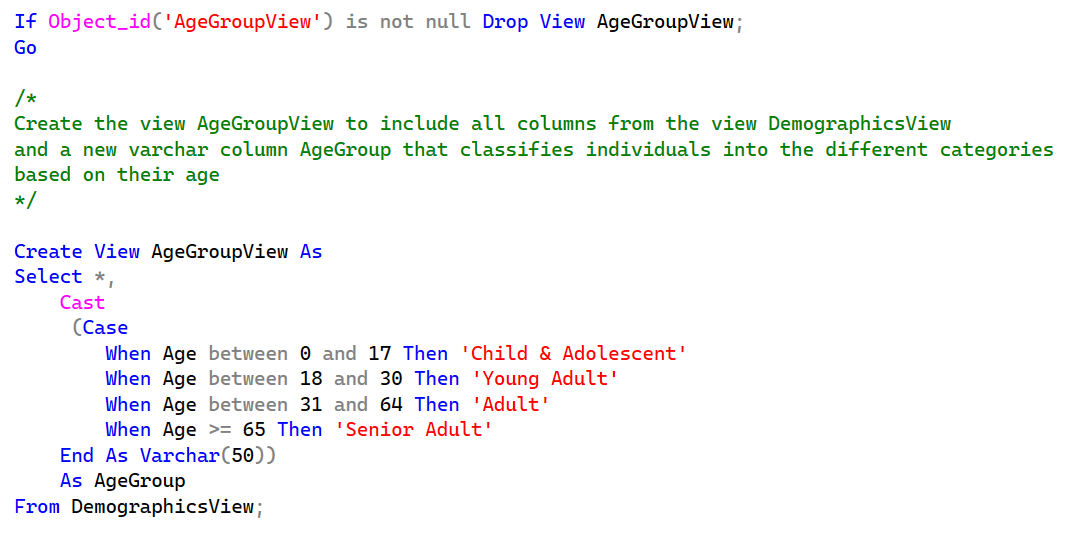 If Object_id('AgeGroupView') is not null Drop View AgeGroupView;
Go
/*
Create the view AgeGroupView to include all columns from the view DemographicsView
and a new varchar column AgeGroup that classifies individuals into the different categories
based on their age
*/
Create View AgeGroupView As
Select *,
Cast
(Case
When Age between 0 and 17 Then 'Child & Adolescent'
When Age between 18 and 30 Then 'Young Adult'
When Age between 31 and 64 Then 'Adult'
When Age >= 65 Then 'Senior Adult'
End As Varchar(50))
As AgeGroup
From DemographicsView;